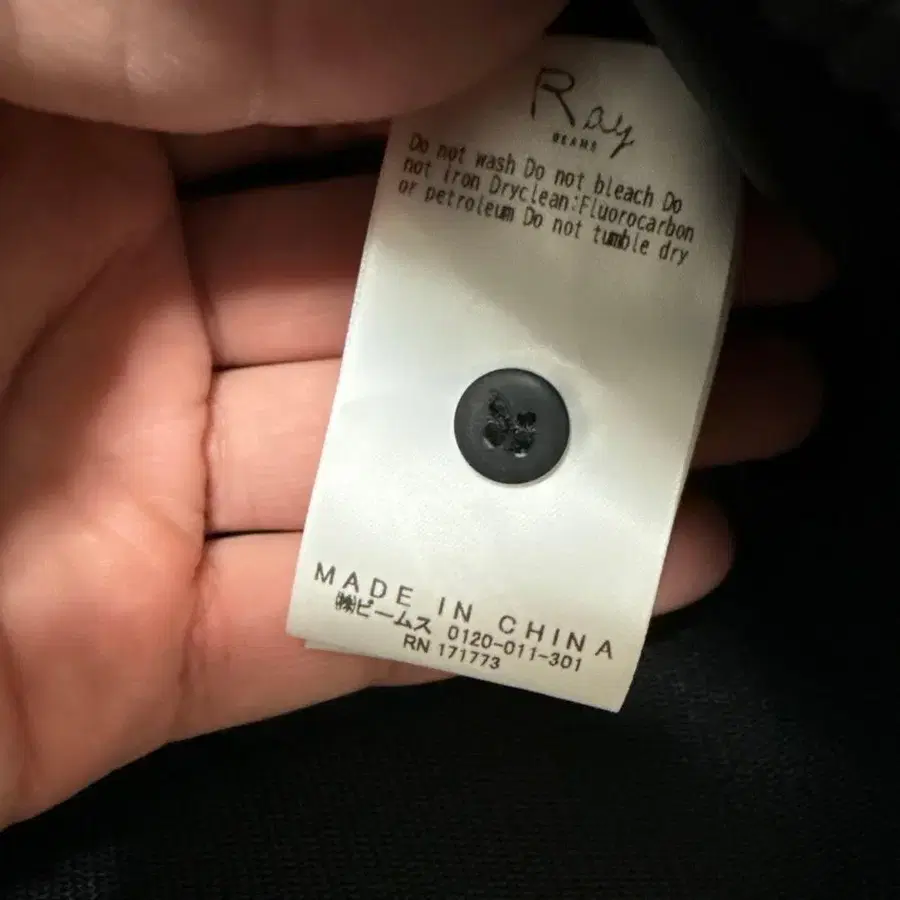 Ray
BEAMS
Do not wash Do not bleach Do
not iron Dryclean:Fluorocarbon
or petroleum Do not tumble dry
MADE IN CHINA
㈱ビームス 0120-011-301
RN 171773